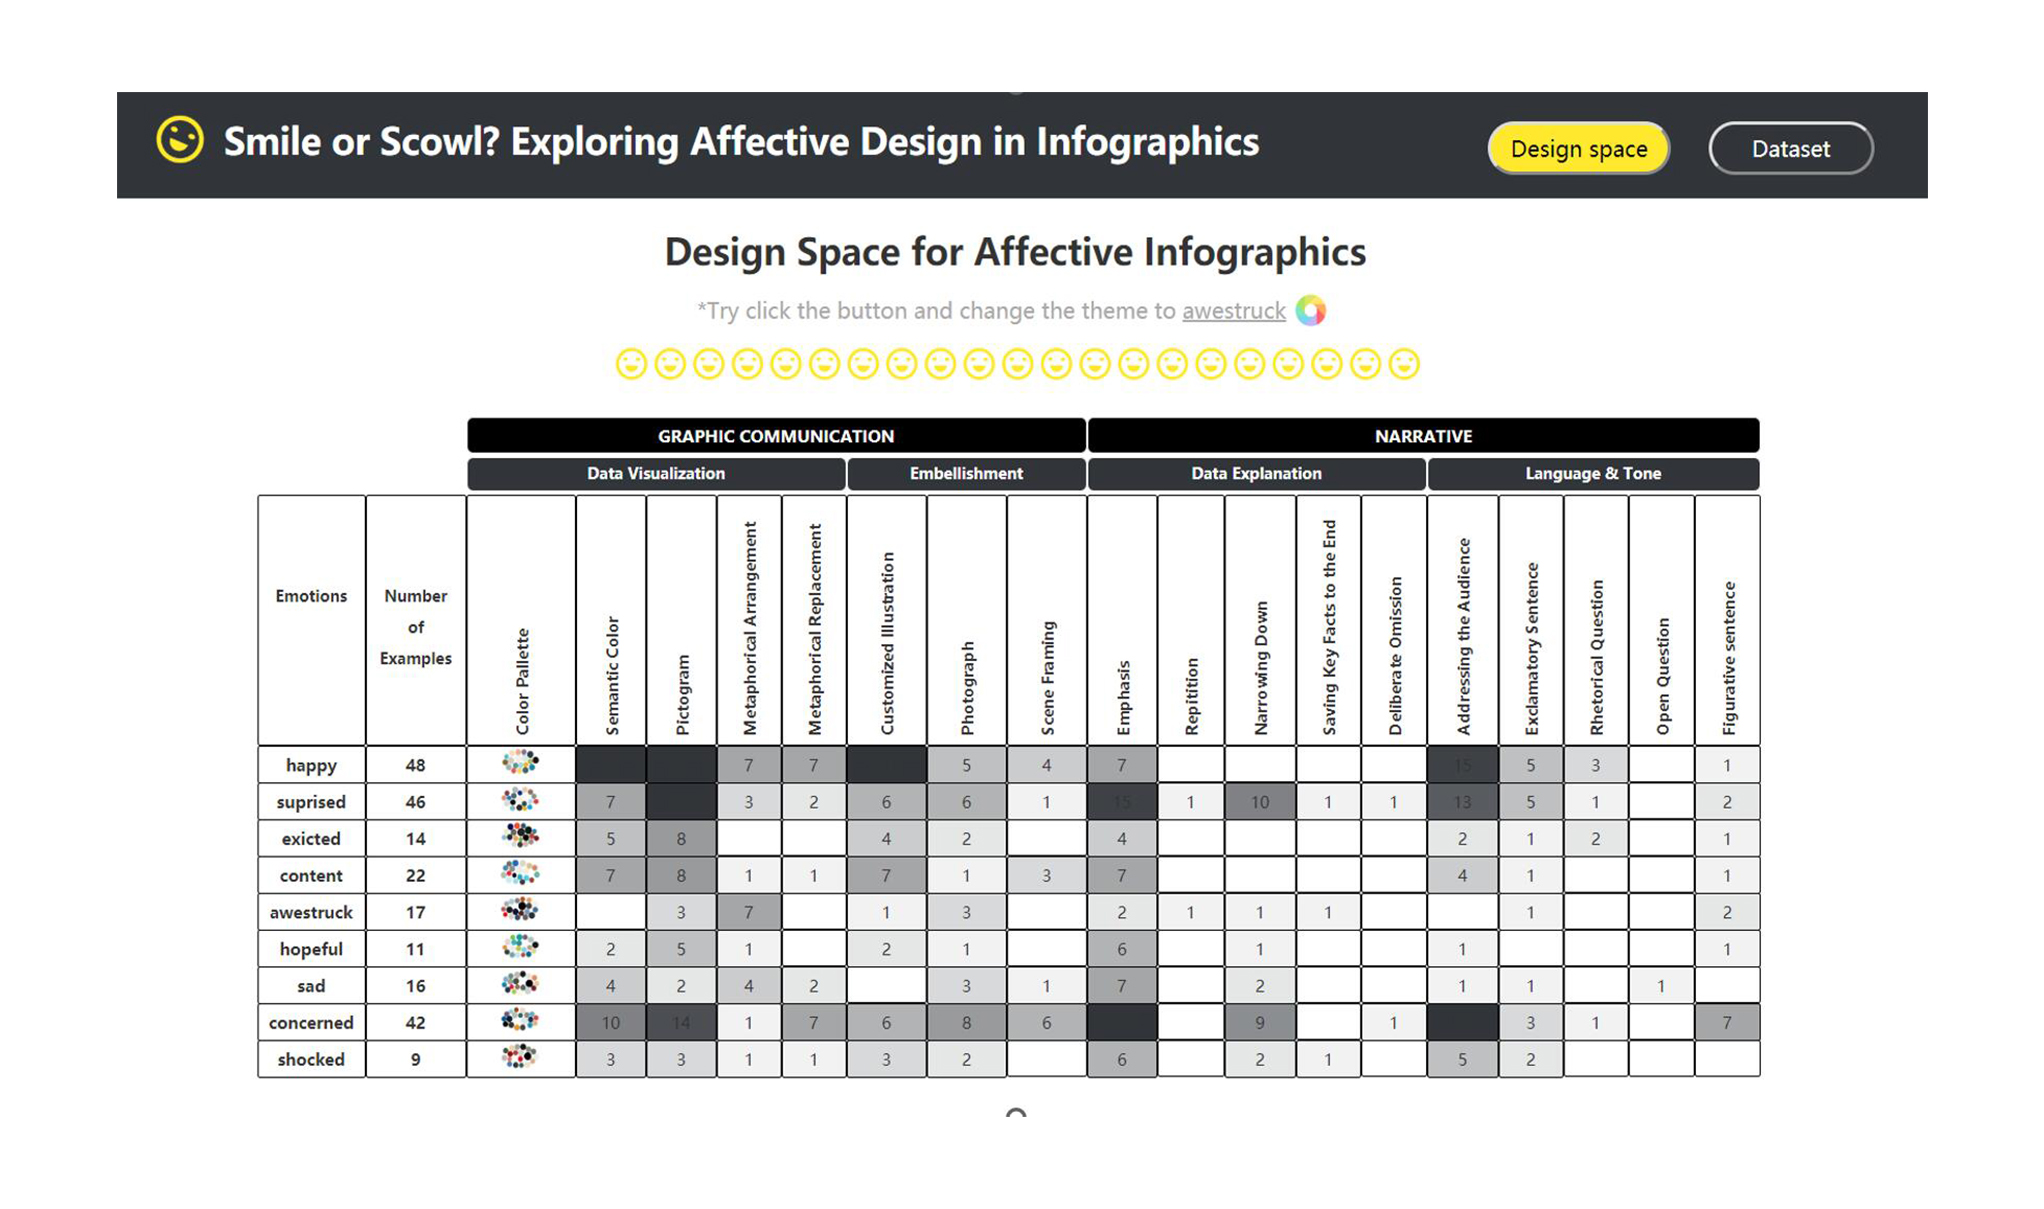 Smile or Scowl? Exploring Affective Design in Infographics
Design space
Dataset
Design Space for Affective Infographics
*Try click the button and change the theme to awestruck
GRAPHIC COMMUNICATION NARRATIVE
Data Visualization Embellishment Data Explanation Language & Tone
Emotions
Number
of
Examples
Color Pallette
Semantic Color
Pictogram
Metaphorical Arrangement
Metaphorical Replacement
Customized Illustration
Photograph
Scene Framing
Emphasis
Repitition
Narrowing Down
Saving Key Facts to the End
Deliberate Omission
Addressing the Audience
Exclamatory Sentence
Rhetorical Question
Open Question
Figurative sentence
happy 48 7 7 5 4 7 15 5 3 1
suprised 46 7 3 2 6 6 1 15 1 10 1 1 13 5 1 2
exicted 14 5 8 4 2 4 2 1 2 1
content 22 7 8 1 1 7 1 3 7 4 1 1
awestruck 17 3 7 1 3 2 1 1 1 1 2
hopeful 11 2 5 1 2 1 6 1 1 1
sad 16 4 2 4 2 3 1 7 2 1 1 1
concerned 42 10 14 1 7 6 8 6 9 1 3 1 7
shocked 9 3 3 1 1 3 2 6 2 1 5 2